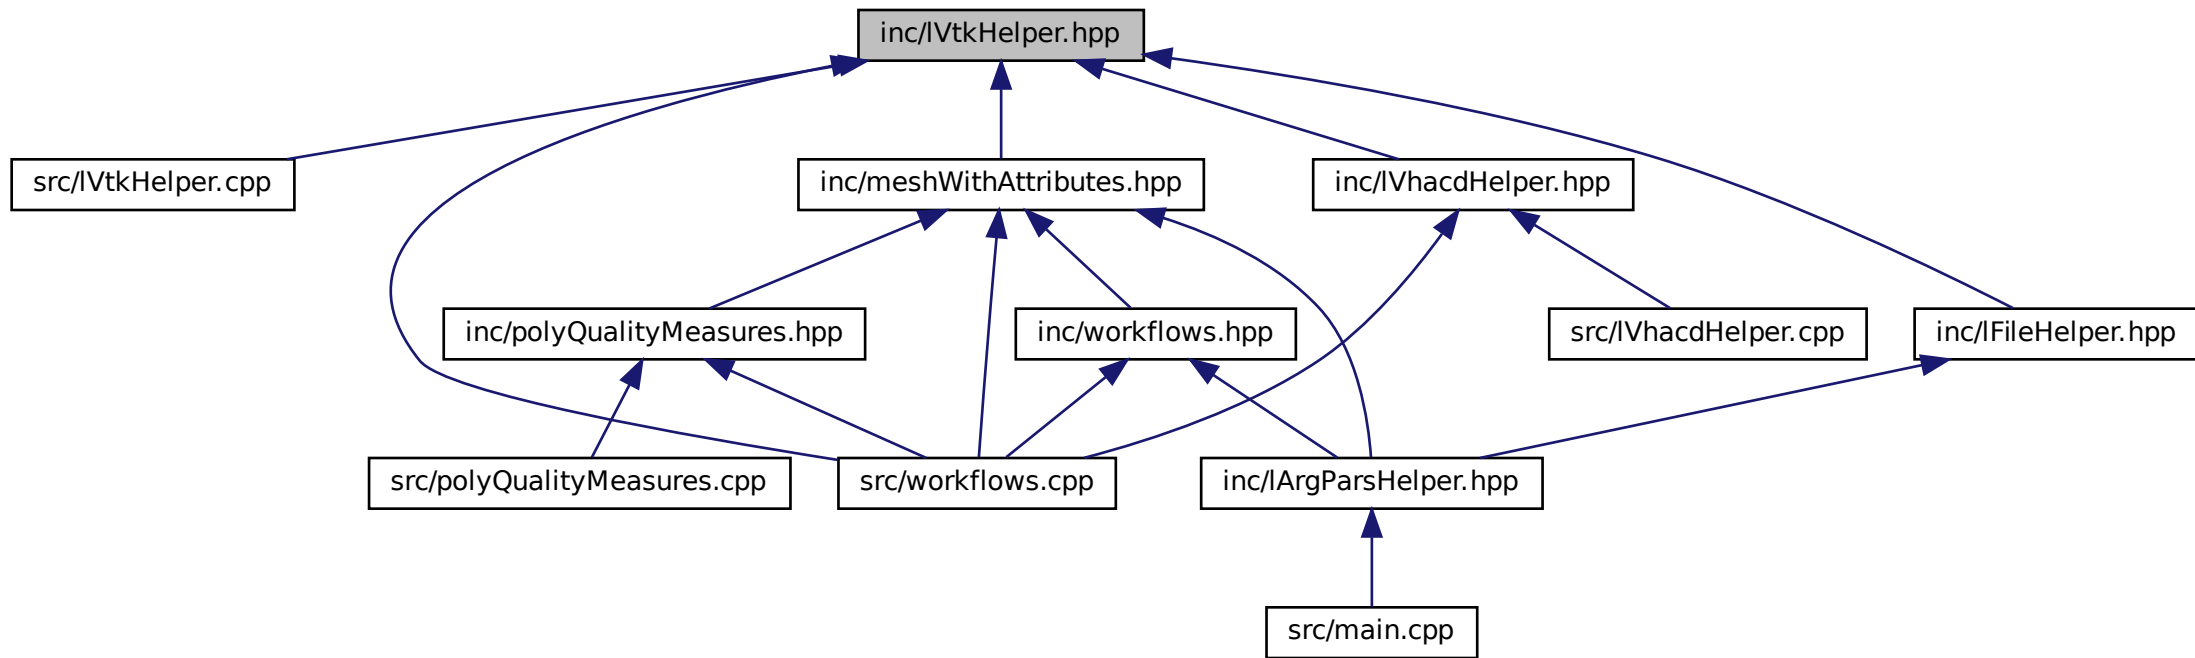 inc/lVtkHelper.hpp
src/lVtkHelper.cpp
inc/meshWithAttributes.hpp
inc/lVhacdHelper.hpp
inc/polyQualityMeasures.hpp
inc/workflows.hpp
src/lVhacdHelper.cpp
inc/lFileHelper.hpp
src/polyQualityMeasures.cpp
src/workflows.cpp
inc/lArgParsHelper.hpp
src/main.cpp